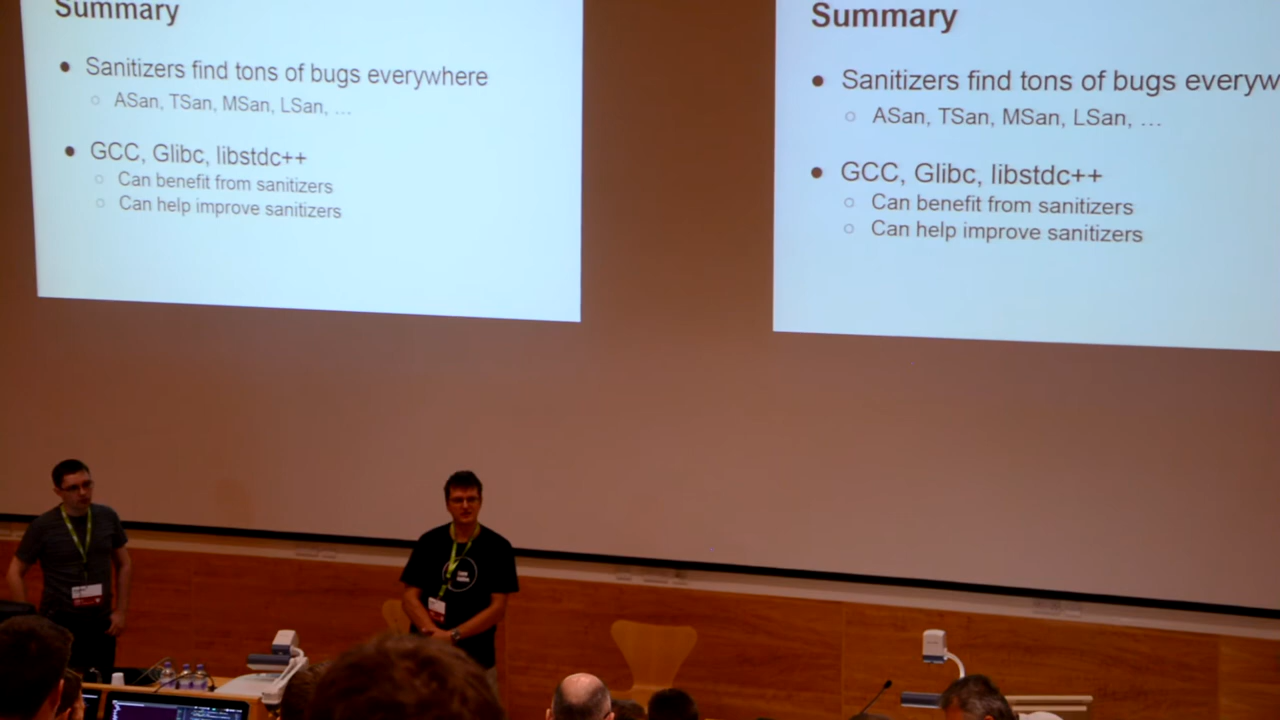 Summary
Sanitizers find tons of bugs everywhere
ASan, TSan, MSan, LSan, …
GCC, Glibc, libstdc++
Can benefit from sanitizers
Can help improve sanitizers
Summary
Sanitizers find tons of bugs everyw
ASan, TSan, MSan, LSan, …
GCC, Glibc, libstdc++
Can benefit from sanitizers
Can help improve sanitizers